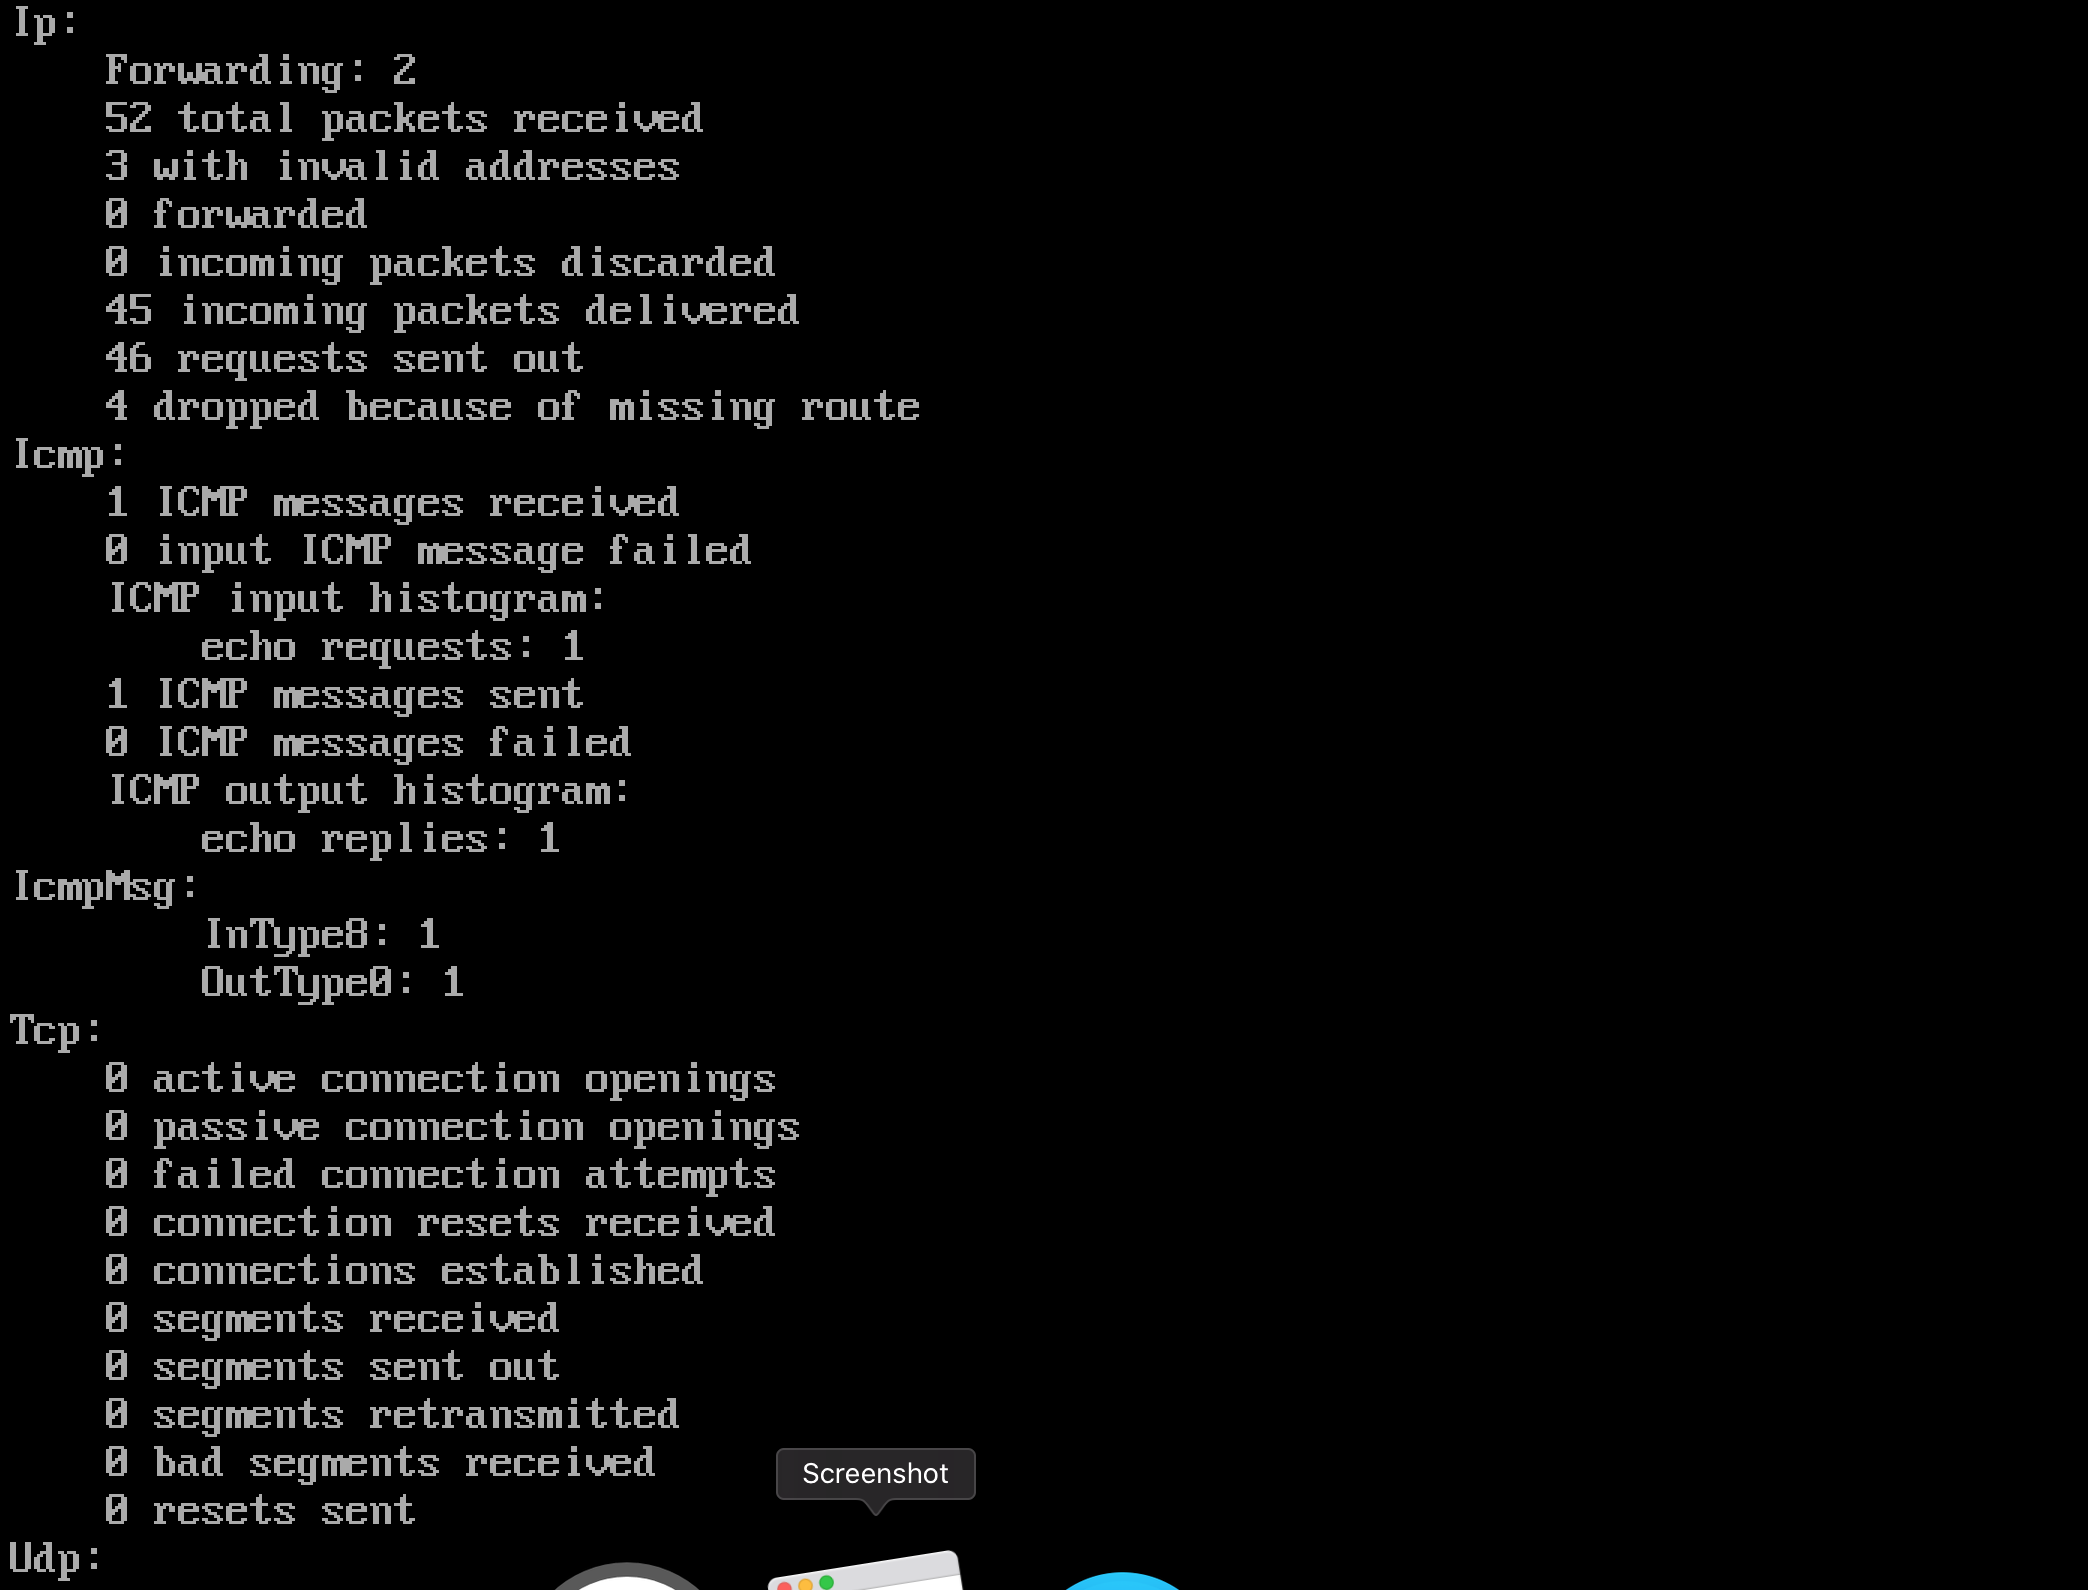 Ip:
Forwarding: 2
52 total packets received
3 with invalid addresses
0 forwarded
0 incoming packets discarded
45 incoming packets delivered
46 requests sent out
4 dropped because of missing route
Icmp:
1 ICMP messages received
0 input ICMP message failed
ICMP input histogram:
echo requests: 1
1 ICMP messages sent
0 ICMP messages failed
ICMP output histogram:
echo replies: 1
IcmpMsg:
InType8: 1
OutType0: 1
Tcp:
0 active connection openings
0 passive connection openings
0 failed connection attempts
0 connection resets received
0 connections established
0 segments received
0 segments sent out
0 segments retransmitted
0 bad segments received
0 resets sent
Udp:
Screenshot